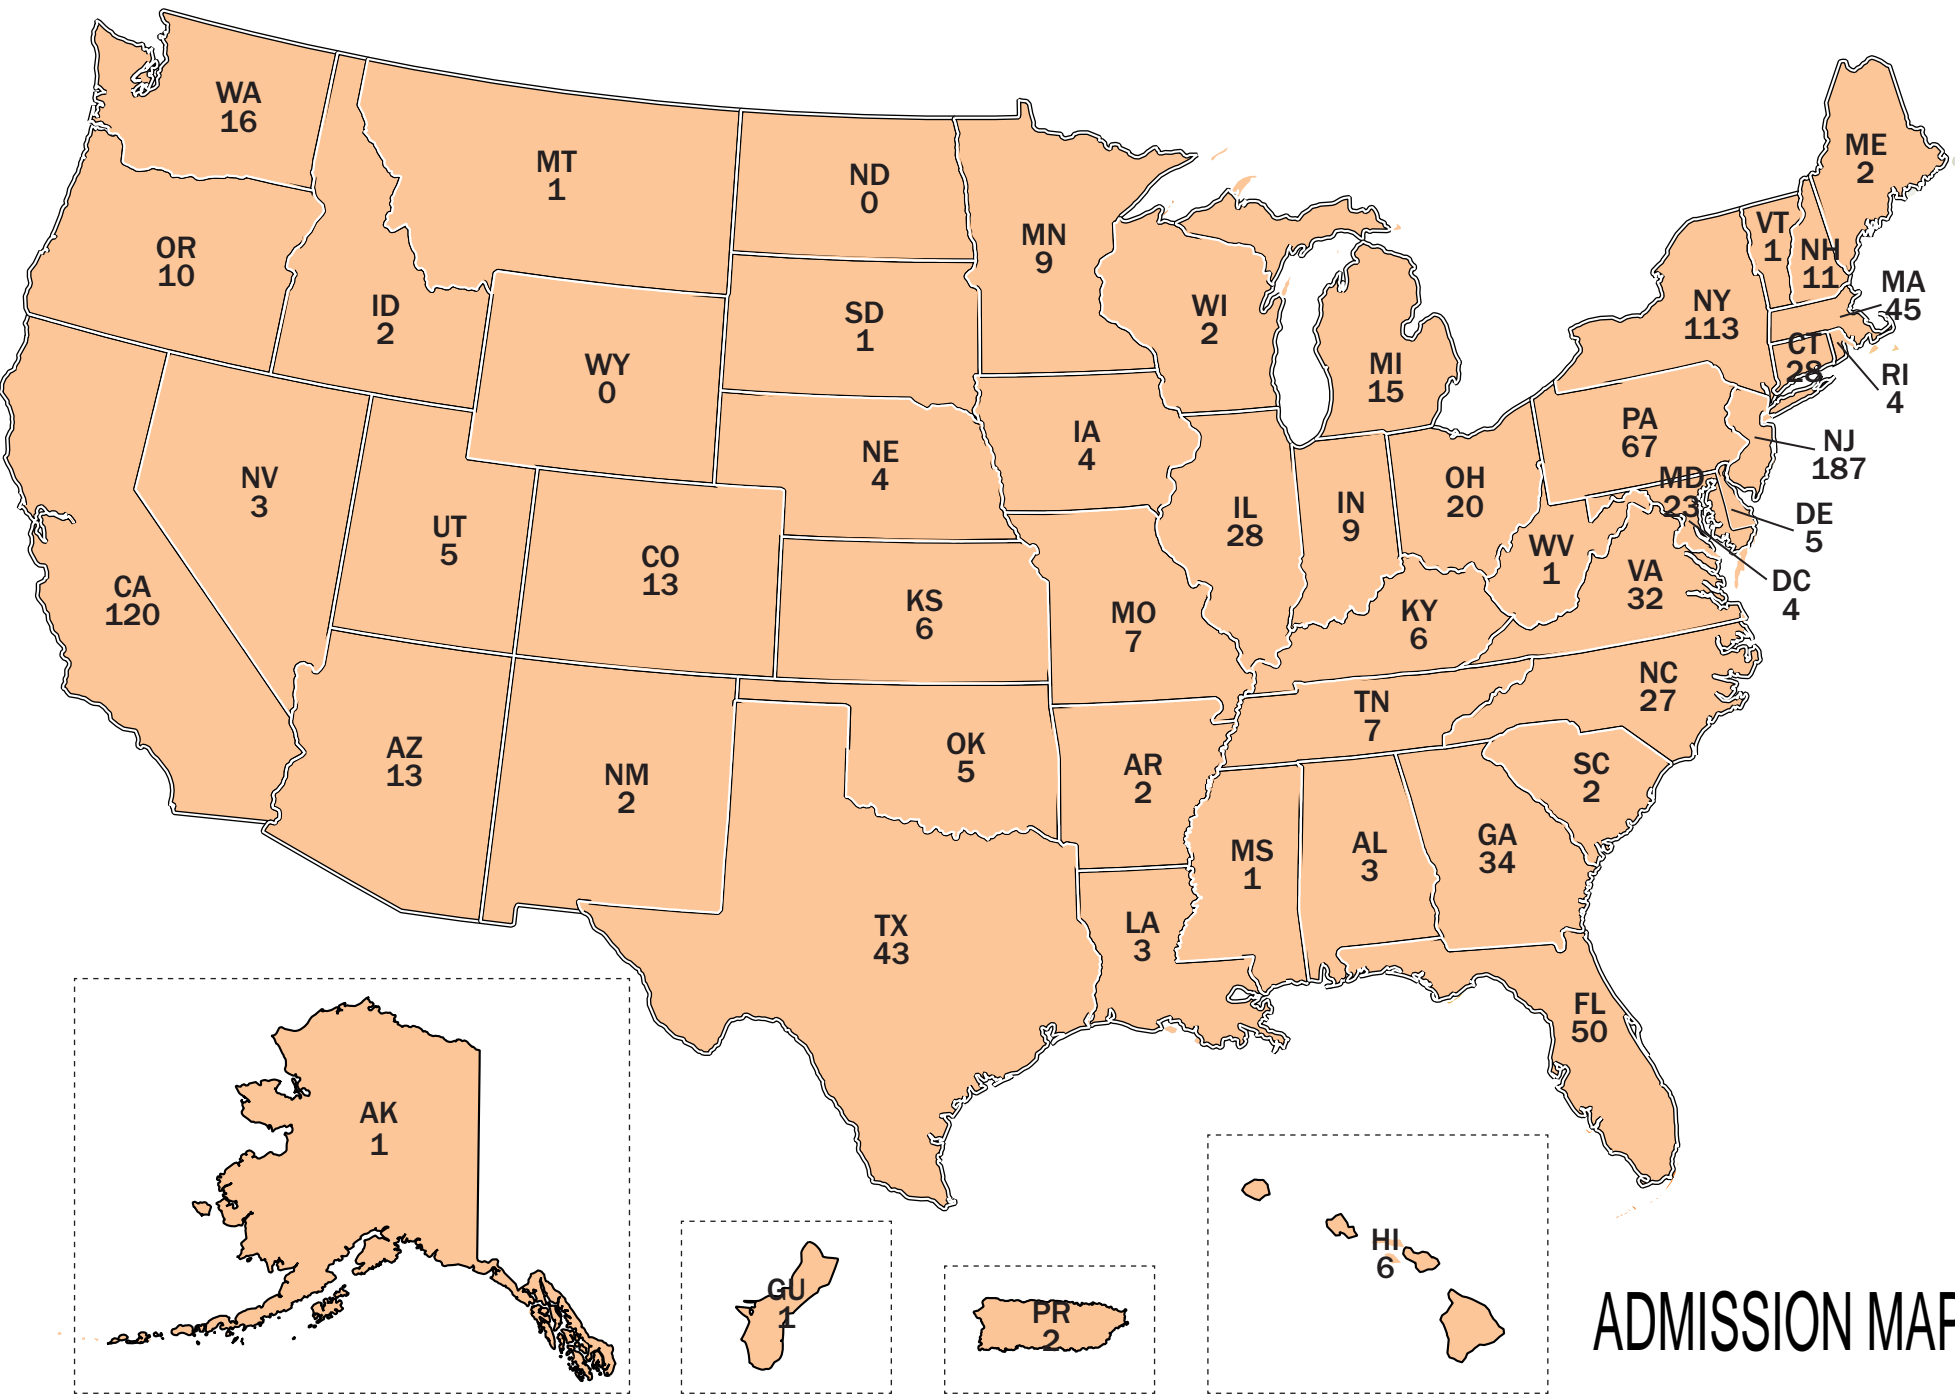 WA
16
MT
1
ND
0
MN
9
ME
2
VT
1
NH
11
MA
45
OR
10
ID
2
SD
1
WI
2
MI
15
NY
113
CT
28
RI
4
WY
0
NE
4
IA
4
PA
67
NJ
187
NV
3
UT
5
CO
13
KS
6
MO
7
IL
28
IN
9
OH
20
MD
23
DE
5
WV
1
VA
32
DC
4
CA
120
KY
6
NC
27
TN
7
AZ
13
NM
2
OK
5
AR
2
SC
2
MS
1
AL
3
GA
34
TX
43
LA
3
FL
50
AK
1
GU
1
PR
2
HI
6
ADMISSION MAP